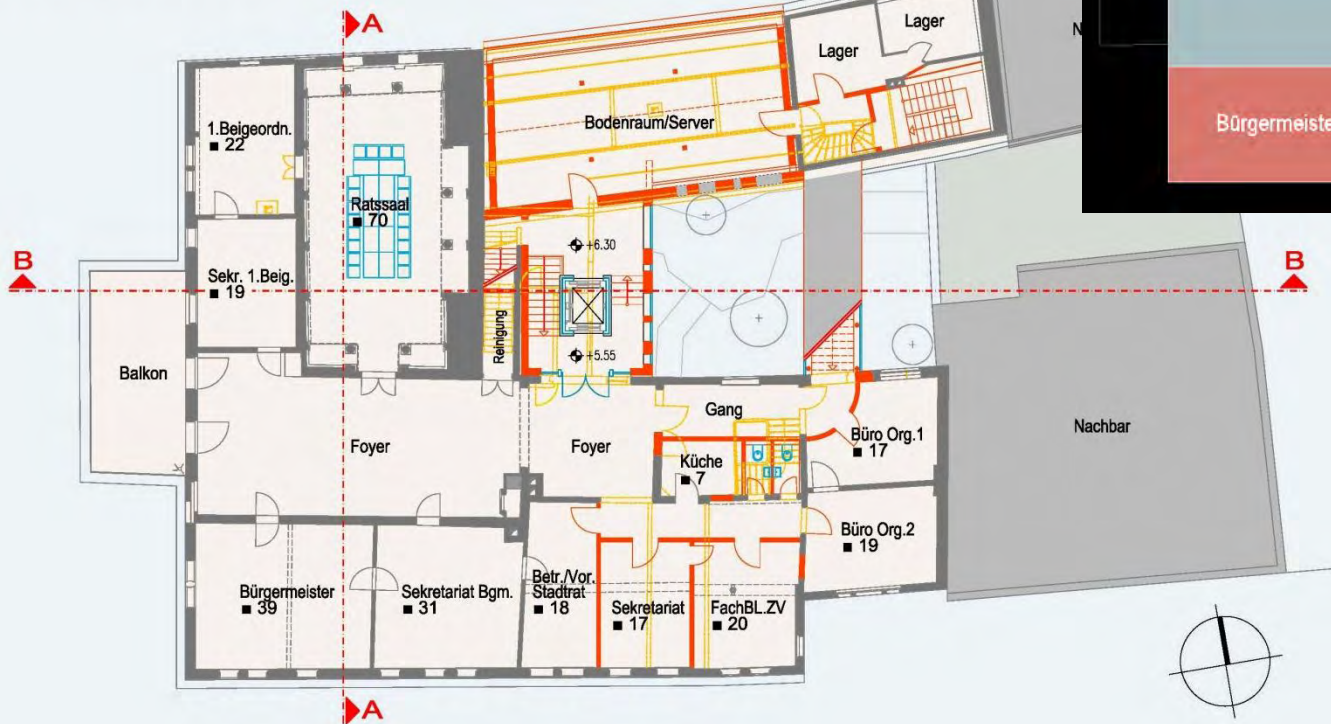 A
Lager
Lager
N
Bürgermeiste
Bodenraum/Server
1.Beigeordn.
22
Ratssaal
70
+6.30
B
B
Sekr. 1.Beig.
19
Reinigung
+5.55
Balkon
Gang
Foyer
Foyer
Küche
7
Büro Org.1
17
Nachbar
Büro Org.2
19
Bürgermeister
39
Sekretariat Bgm.
31
Betr./Vor.
Stadtrat
18
Sekretariat
17
FachBL.ZV
20
A